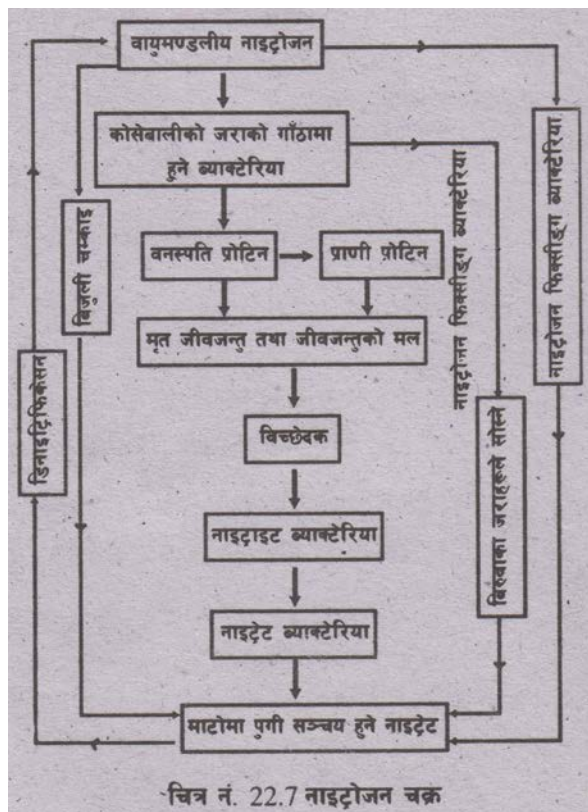 वायुमण्डलीय नाइट्रोजन
कोसेबालीको जराको गाँठामा
हुने ब्याक्टेरिया
वनस्पति प्रोटिन
प्राणी प्रोटिन
मृत जीवजन्तु तथा जीवजन्तुको मल
विच्छेदक
नाइट्राइट ब्याक्टेरिया
नाइट्रेट ब्याक्टेरिया
माटोमा पुगी सञ्चय हुने नाइट्रेट
डिनाइट्रिफिकेसन
बिजुली चम्काइ
नाइट्रोजन फिक्सीङ्ग ब्याक्टेरिया
बिरुवाका जराहरूले सोस्ने
नाइट्रोजन फिक्सीङ्ग ब्याक्टेरिया
चित्र नं. 22.7 नाइट्रोजन चक्र